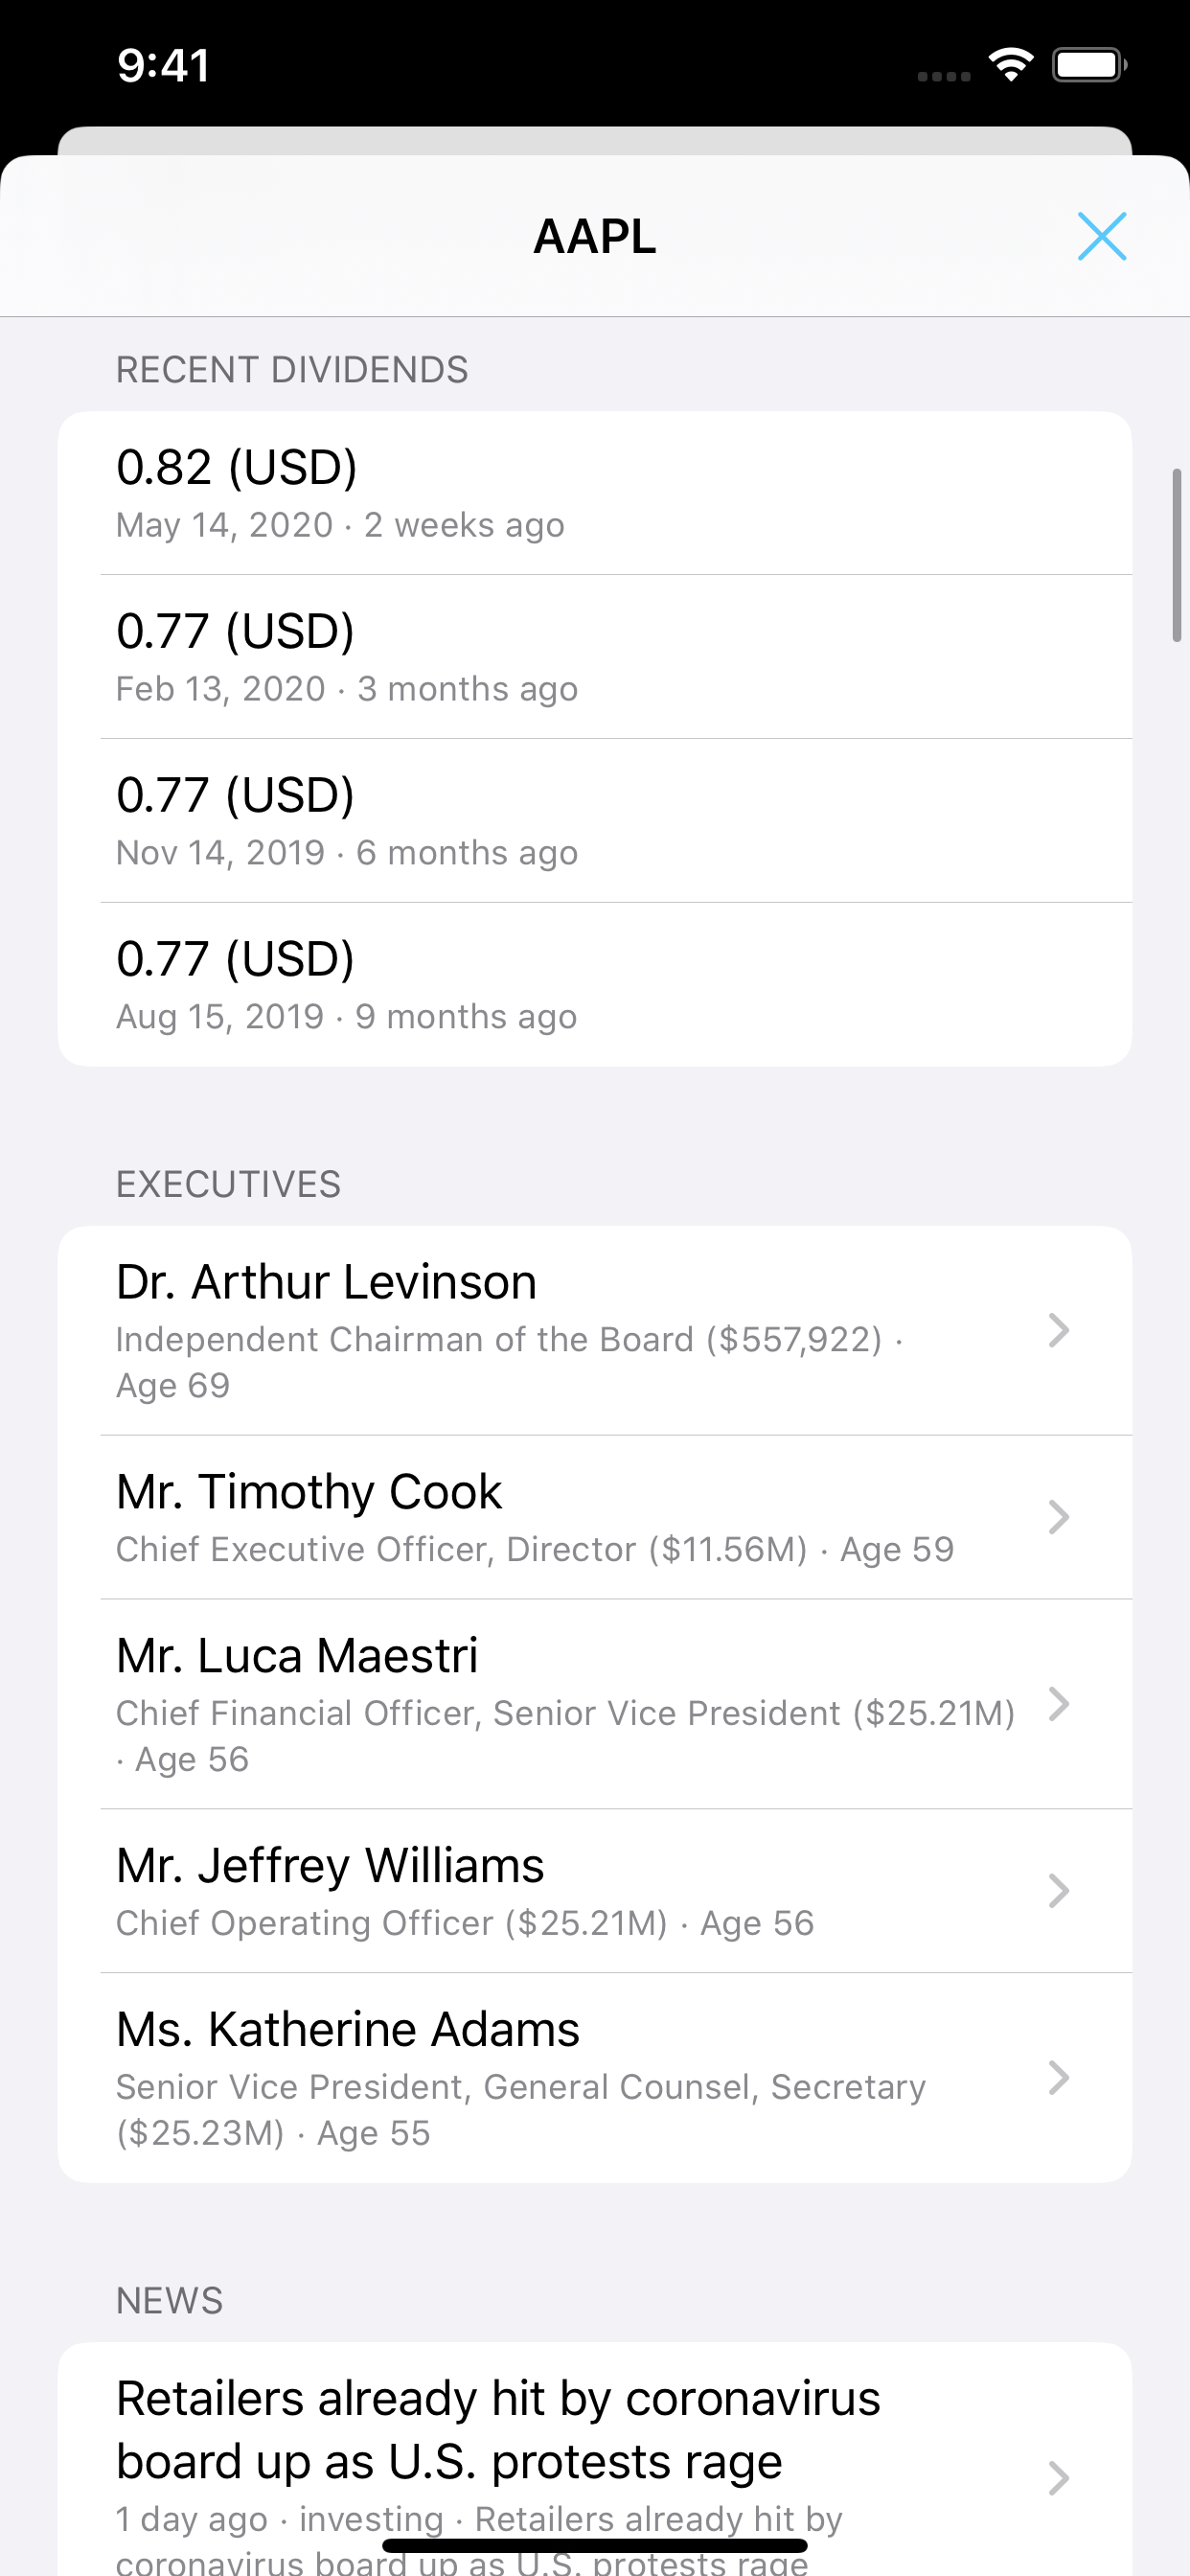 9:41
AAPL
RECENT DIVIDENDS
0.82 (USD)
May 14, 2020 · 2 weeks ago
0.77 (USD)
Feb 13, 2020 · 3 months ago
0.77 (USD)
Nov 14, 2019 · 6 months ago
0.77 (USD)
Aug 15, 2019 · 9 months ago
EXECUTIVES
Dr. Arthur Levinson
Independent Chairman of the Board ($557,922) ·
Age 69
Mr. Timothy Cook
Chief Executive Officer, Director ($11.56M) · Age 59
Mr. Luca Maestri
Chief Financial Officer, Senior Vice President ($25.21M)
· Age 56
Mr. Jeffrey Williams
Chief Operating Officer ($25.21M) · Age 56
Ms. Katherine Adams
Senior Vice President, General Counsel, Secretary
($25.23M) · Age 55
NEWS
Retailers already hit by coronavirus
board up as U.S. protests rage
1 day ago · investing · Retailers already hit by
coronavirus board up as U.S. protests rage